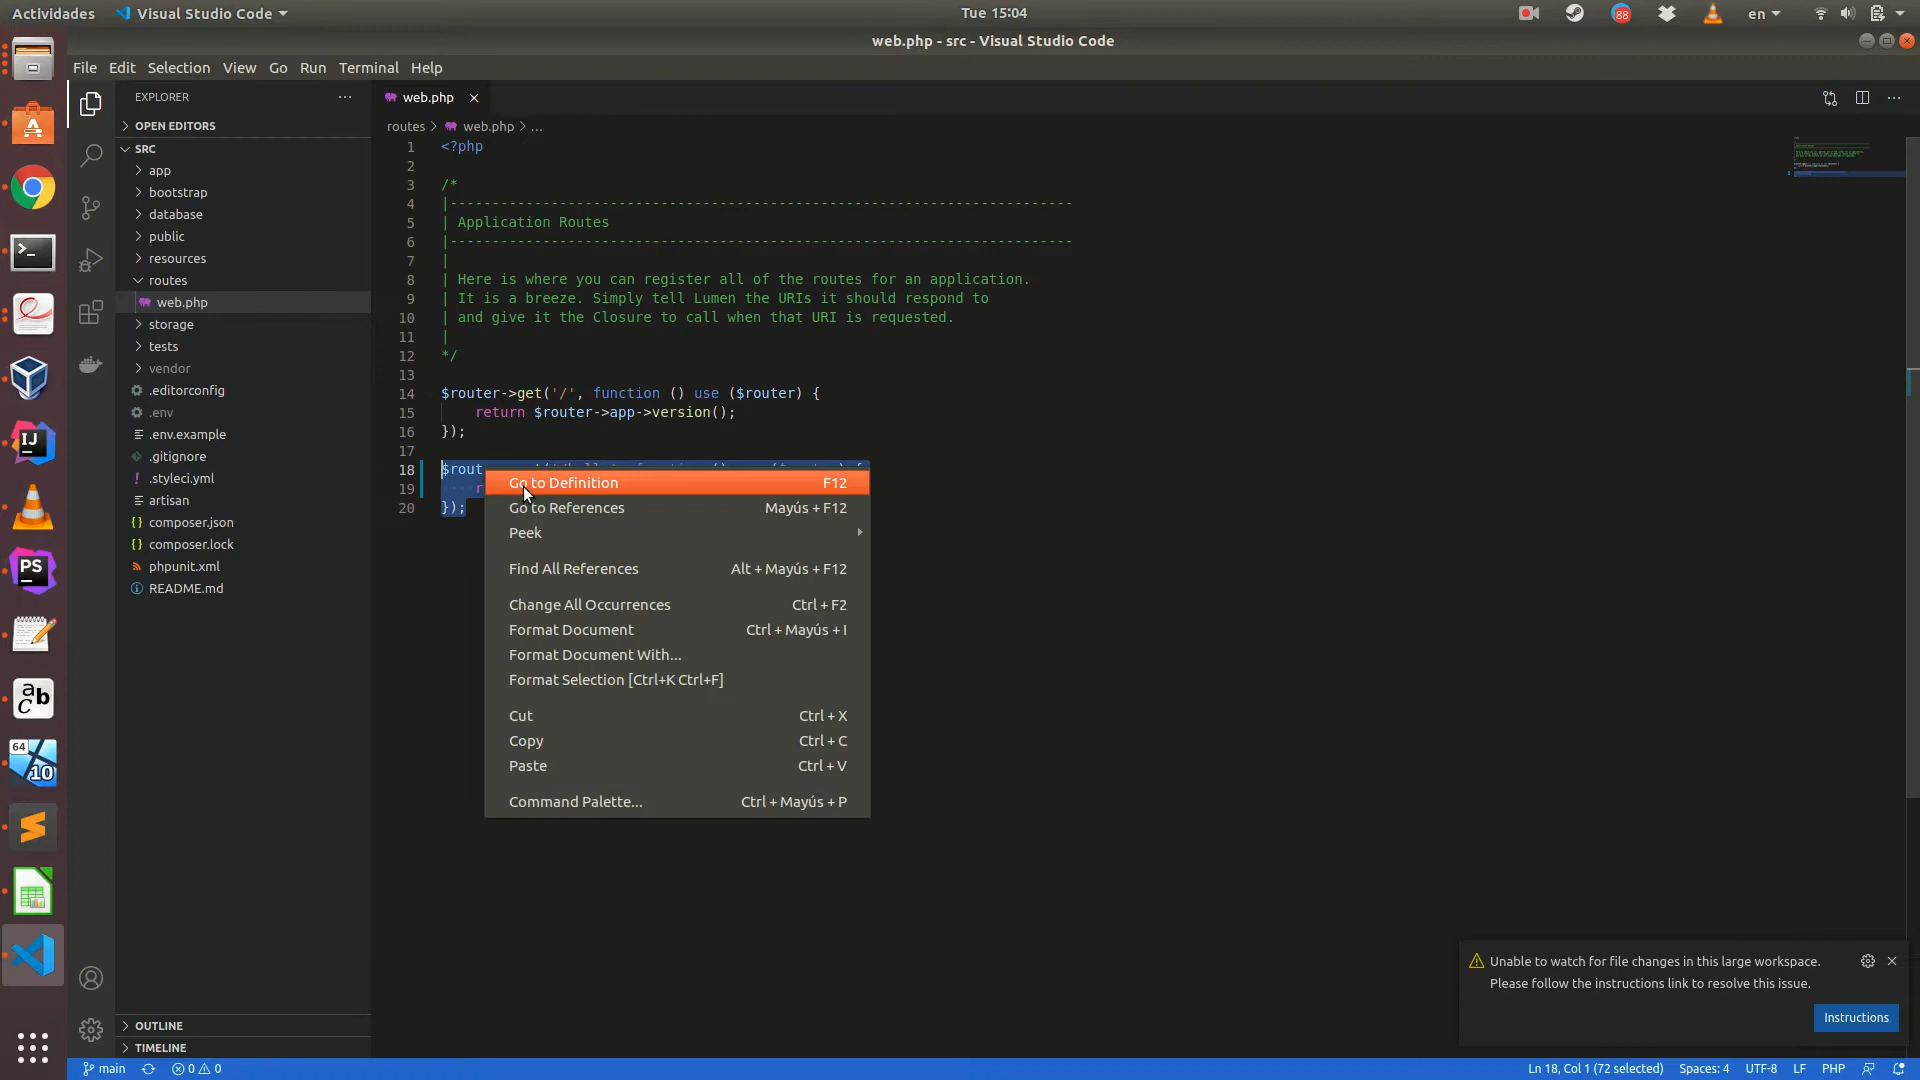 Actividades
Visual Studio Code
Tue 15:04
88
en
web.php - src - Visual Studio Code
File Edit Selection View Go Run Terminal Help
EXPLORER
OPEN EDITORS
SRC
app
bootstrap
database
public
resources
routes
web.php
storage
tests
vendor
.editorconfig
.env
.env.example
.gitignore
.styleci.yml
artisan
composer.json
composer.lock
phpunit.xml
README.md
OUTLINE
TIMELINE
web.php
routes > web.php > ...
1 <?php
2
3 /*
4 |--------------------------------------------------------------------------
5 | Application Routes
6 |--------------------------------------------------------------------------
7 |
8 | Here is where you can register all of the routes for an application.
9 | It is a breeze. Simply tell Lumen the URIs it should respond to
10 | and give it the Closure to call when that URI is requested.
11 |
12 */
13
14 $router->get('/', function () use ($router) {
15 return $router->app->version();
16 });
17
18 $rout
19 r
20 });
Go to Definition F12
Go to References Mayús + F12
Peek
Find All References Alt + Mayús + F12
Change All Occurrences Ctrl + F2
Format Document Ctrl + Mayús + I
Format Document With...
Format Selection [Ctrl+K Ctrl+F]
Cut Ctrl + X
Copy Ctrl + C
Paste Ctrl + V
Command Palette... Ctrl + Mayús + P
Unable to watch for file changes in this large workspace.
Please follow the instructions link to resolve this issue.
Instructions
IJ
PS
ab
c
64
10
main
0 0
Ln 18, Col 1 (72 selected)
Spaces: 4
UTF-8
LF
PHP